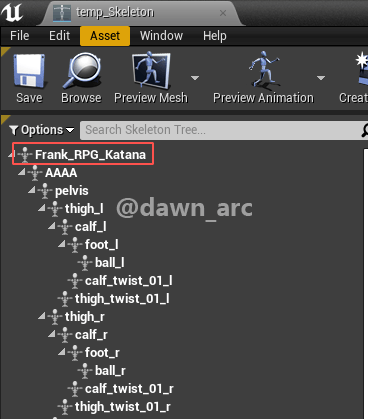 temp_Skeleton
File Edit Asset Window Help
Save Browse Preview Mesh Preview Animation Creat
Options Search Skeleton Tree...
Frank_RPG_Katana
AAAA
pelvis
thigh_l
@dawn_arc
calf_l
foot_l
ball_l
calf_twist_01_l
thigh_twist_01_l
thigh_r
calf_r
foot_r
ball_r
calf_twist_01_r
thigh_twist_01_r